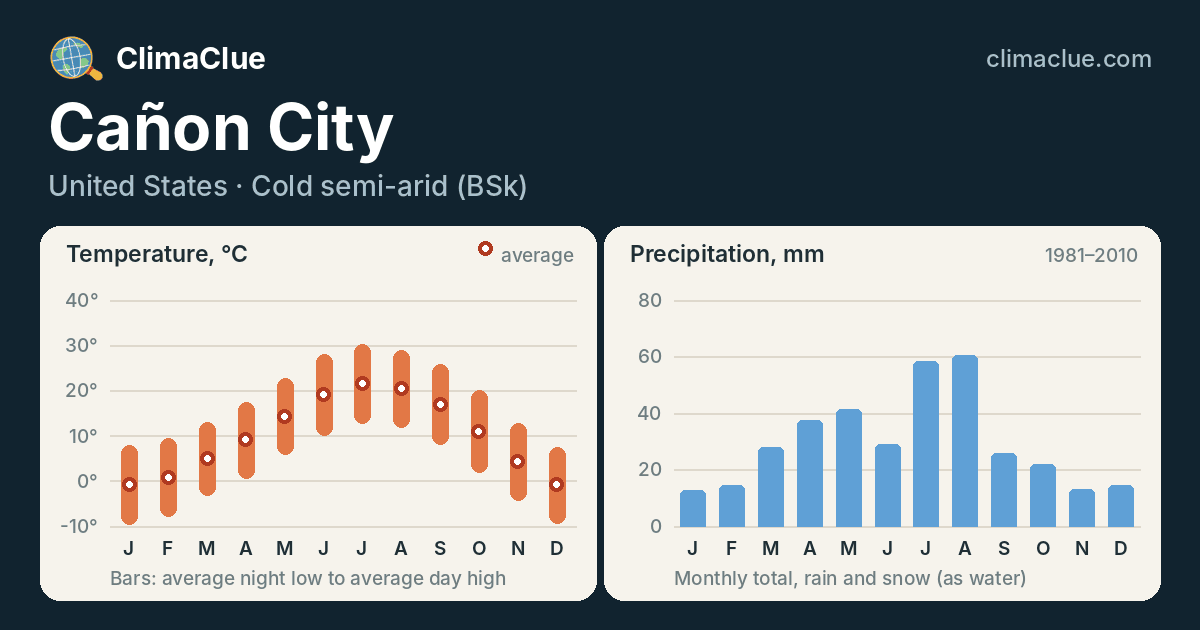 ClimaClue
climaclue.com
Cañon City
United States · Cold semi-arid (BSk)
Temperature, °C
average
40°
30°
20°
10°
0°
-10°
J F M A M J J A S O N D
Bars: average night low to average day high
Precipitation, mm
1981–2010
80
60
40
20
0
J F M A M J J A S O N D
Monthly total, rain and snow (as water)